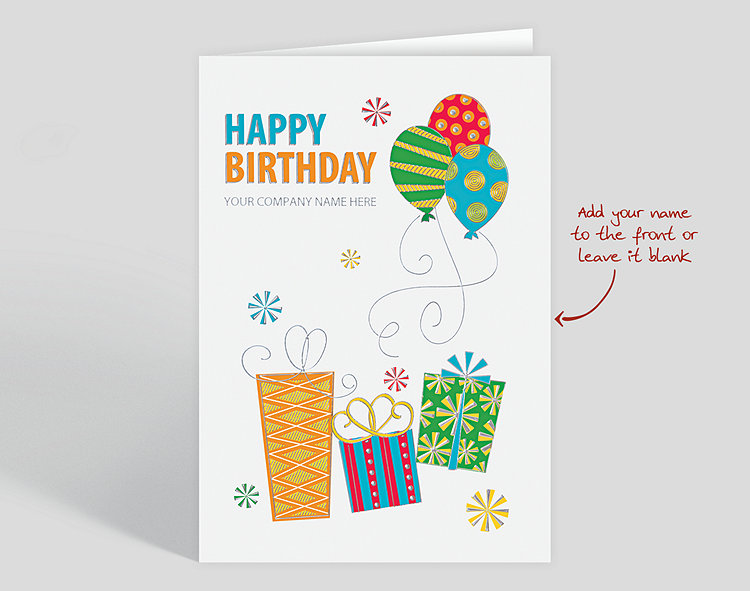 HAPPY
BIRTHDAY
YOUR COMPANY NAME HERE
Add your name
to the front or
leave it blank